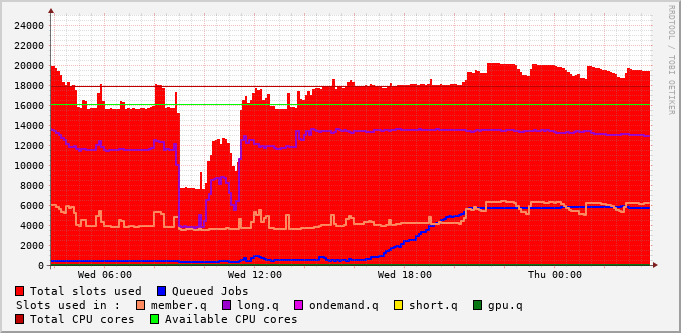 24000
22000
20000
18000
16000
14000
12000
10000
8000
6000
4000
2000
0
Wed 06:00 Wed 12:00 Wed 18:00 Thu 00:00
RRDTOOL / TOBI OETIKER
Total slots used Queued Jobs
Slots used in : member.q long.q ondemand.q short.q gpu.q
Total CPU cores Available CPU cores